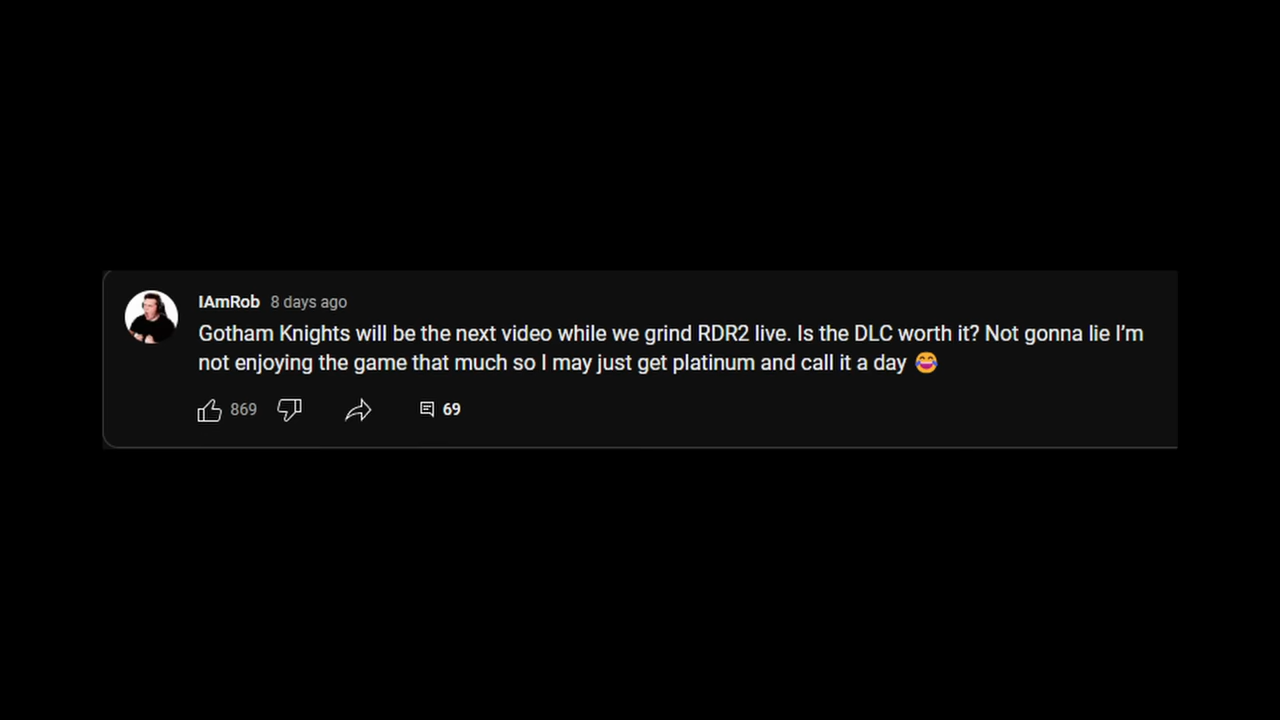 IAmRob 8 days ago
Gotham Knights will be the next video while we grind RDR2 live. Is the DLC worth it? Not gonna lie I’m
not enjoying the game that much so I may just get platinum and call it a day 😂
869 69